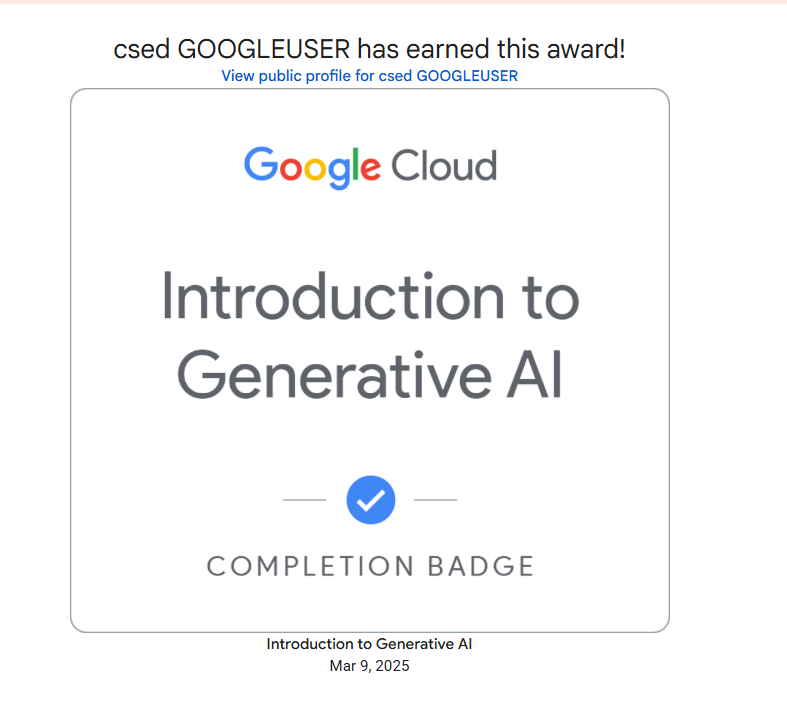 csed GOOGLEUSER has earned this award!
View public profile for csed GOOGLEUSER
Google Cloud
Introduction to
Generative AI
COMPLETION BADGE
Introduction to Generative AI
Mar 9, 2025